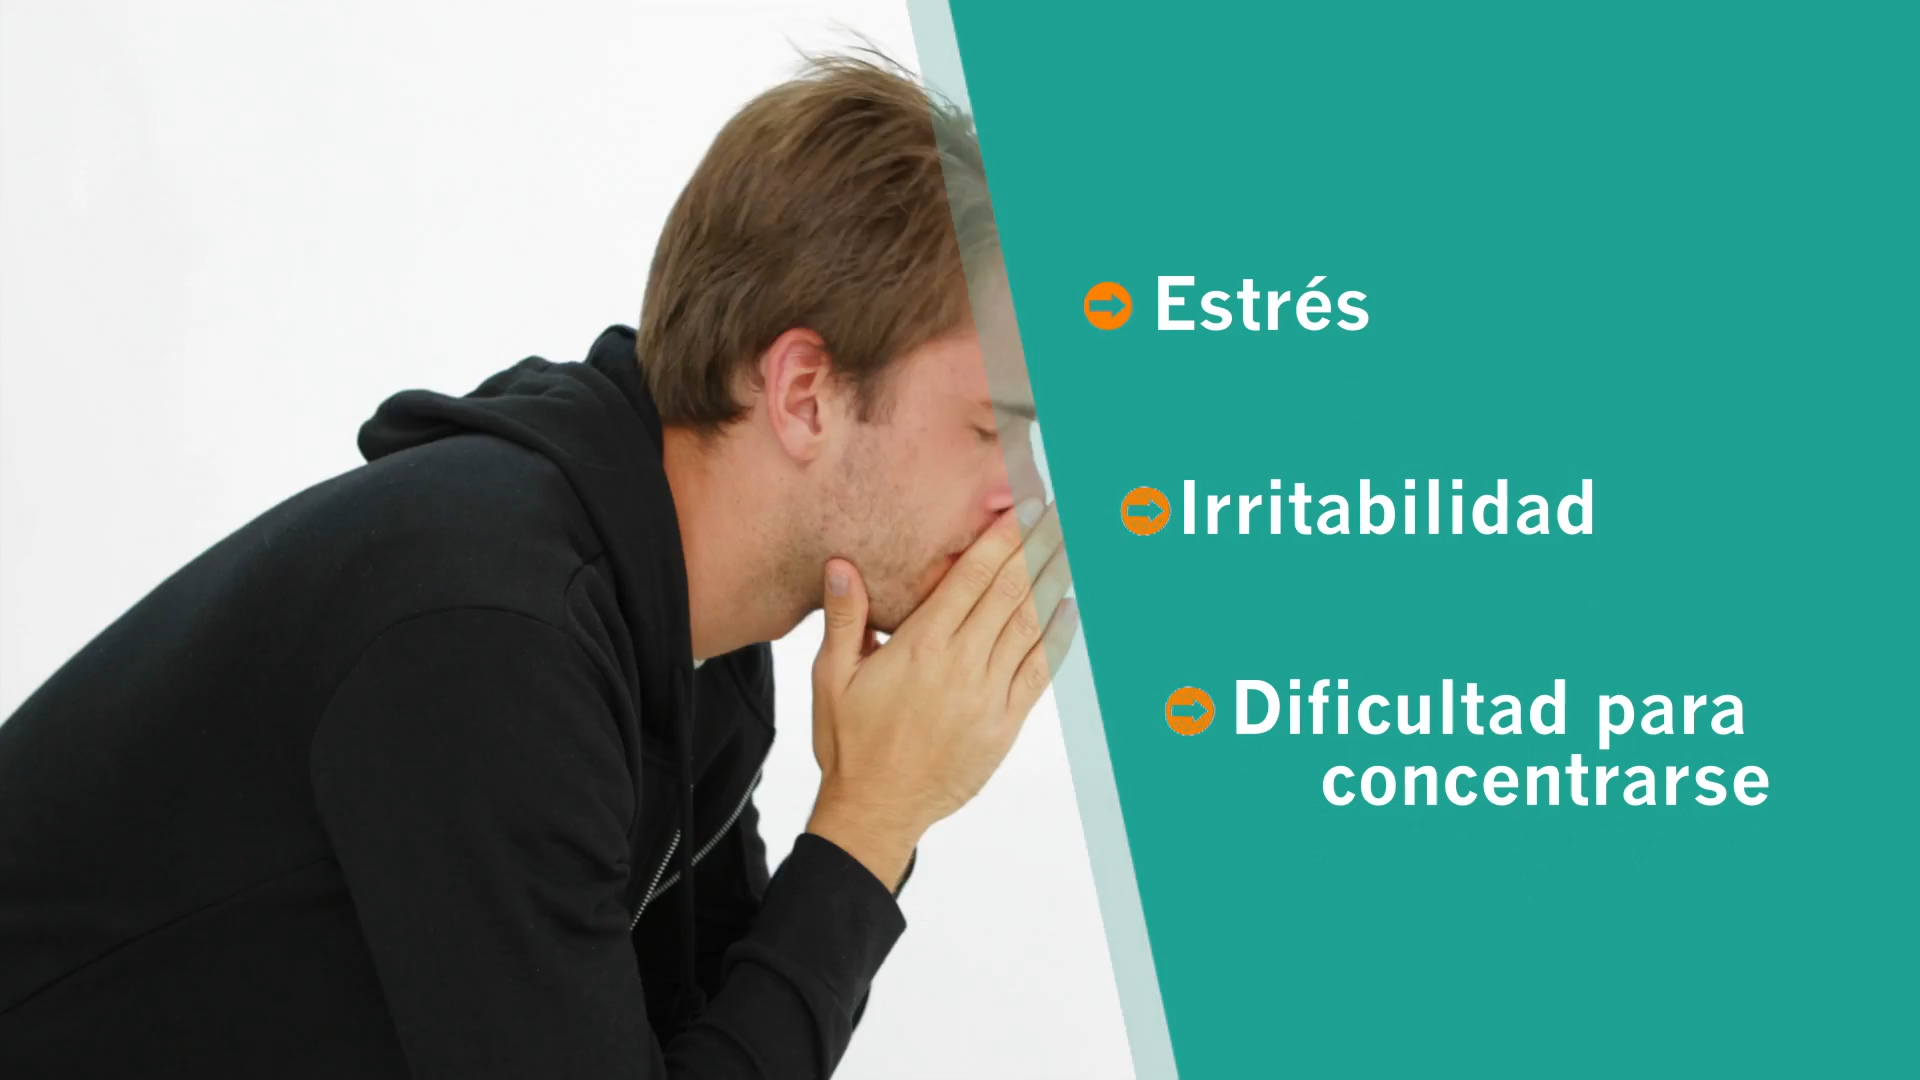 Estrés
Irritabilidad
Dificultad para
concentrarse